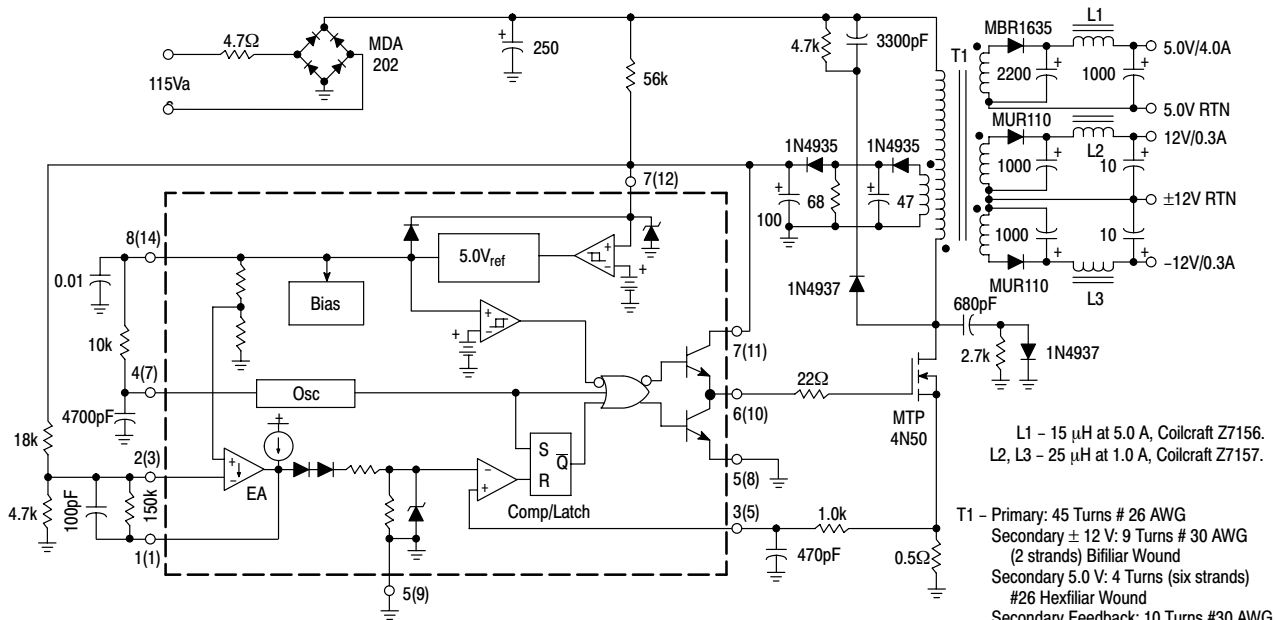 4.7Ω
MDA
202
115Va
250
56k
4.7k
3300pF
T1
MBR1635
L1
5.0V/4.0A
2200
1000
5.0V RTN
MUR110
12V/0.3A
L2
1000
10
±12V RTN
1000
10
-12V/0.3A
MUR110
L3
1N4935
1N4935
7(12)
100
68
47
8(14)
5.0Vref
0.01
Bias
1N4937
680pF
2.7k
1N4937
10k
7(11)
4(7)
Osc
22Ω
6(10)
4700pF
MTP
4N50
18k
2(3)
S
R
Q
EA
Comp/Latch
5(8)
4.7k
100pF
150k
1(1)
3(5)
1.0k
470pF
0.5Ω
5(9)
L1 – 15 μH at 5.0 A, Coilcraft Z7156.
L2, L3 – 25 μH at 1.0 A, Coilcraft Z7157.
T1 – Primary: 45 Turns # 26 AWG
Secondary ± 12 V: 9 Turns # 30 AWG
(2 strands) Bifiliar Wound
Secondary 5.0 V: 4 Turns (six strands)
#26 Hexfiliar Wound
Secondary Feedback: 10 Turns #30 AWG